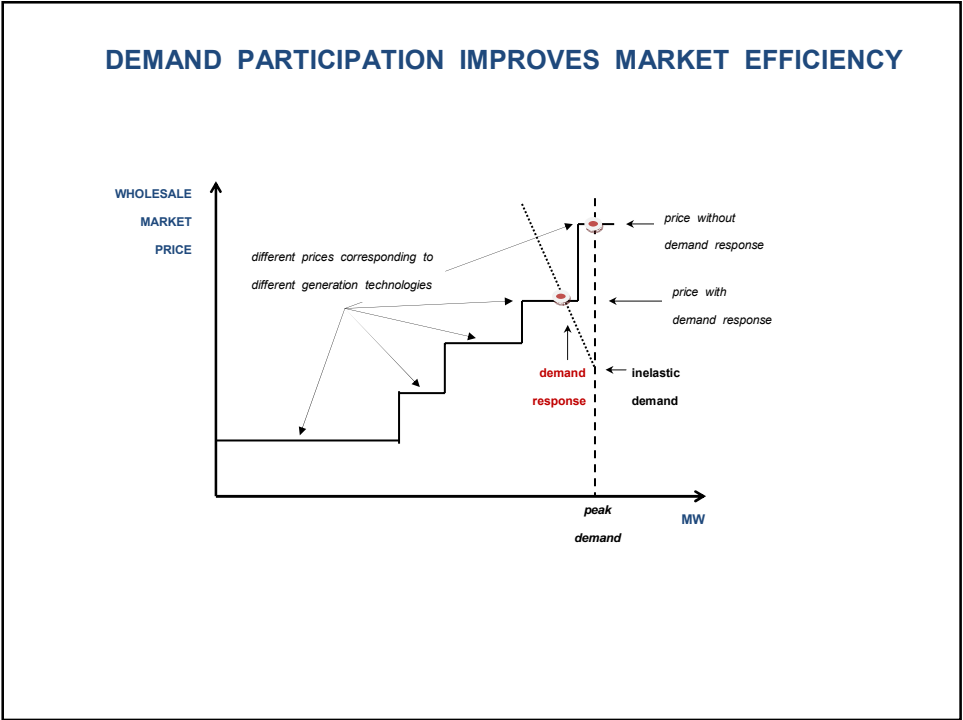 DEMAND PARTICIPATION IMPROVES MARKET EFFICIENCY
WHOLESALE
MARKET
PRICE
different prices corresponding to
different generation technologies
price without
demand response
price with
demand response
demand
response
inelastic
demand
peak
demand
MW